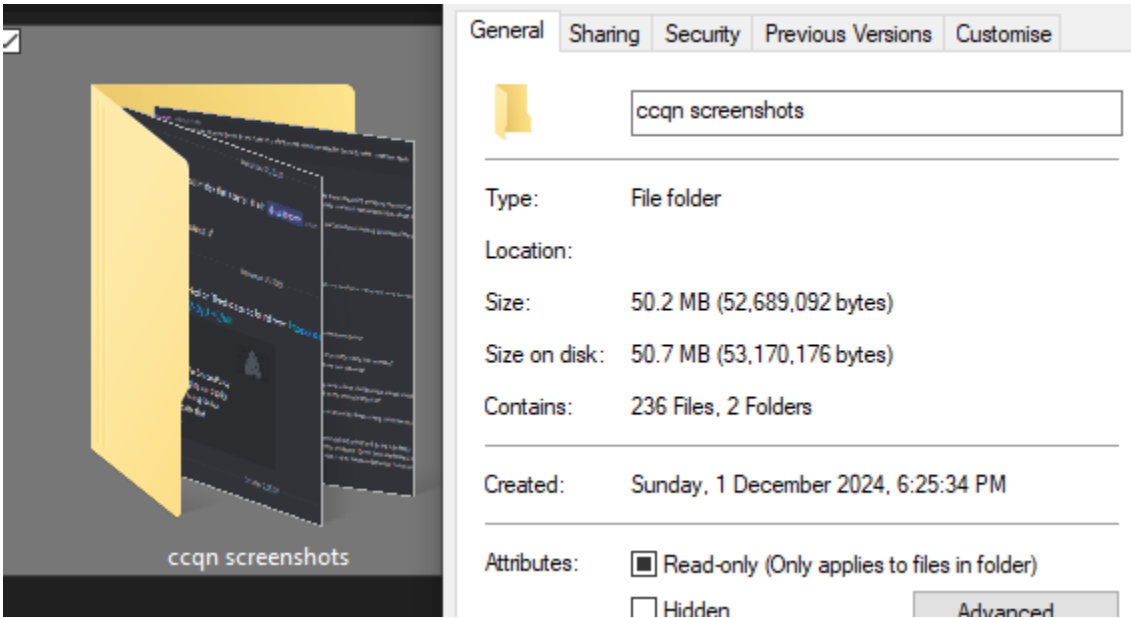 General Sharing Security Previous Versions Customise
ccqn screenshots
Type: File folder
Location:
Size: 50.2 MB (52,689,092 bytes)
Size on disk: 50.7 MB (53,170,176 bytes)
Contains: 236 Files, 2 Folders
Created: Sunday, 1 December 2024, 6:25:34 PM
Attributes: Read-only (Only applies to files in folder)
Hidden
Advanced
ccqn screenshots